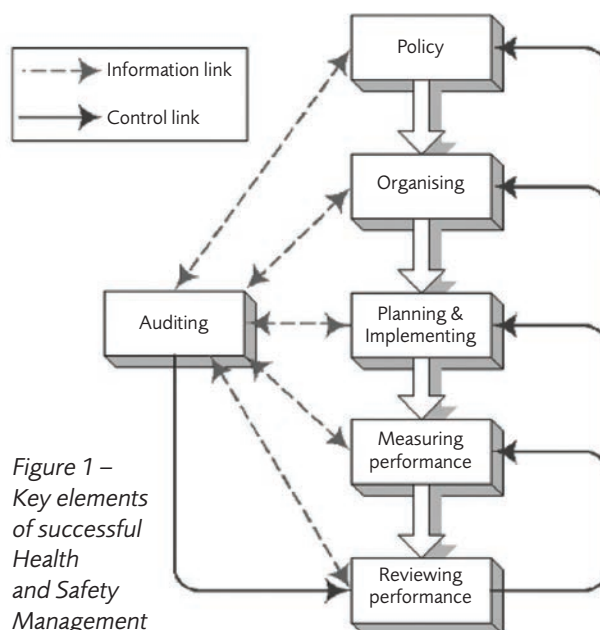 Information link
Control link
Policy
Organising
Auditing
Planning &
Implementing
Measuring
performance
Reviewing
performance
Figure 1 –
Key elements
of successful
Health
and Safety
Management